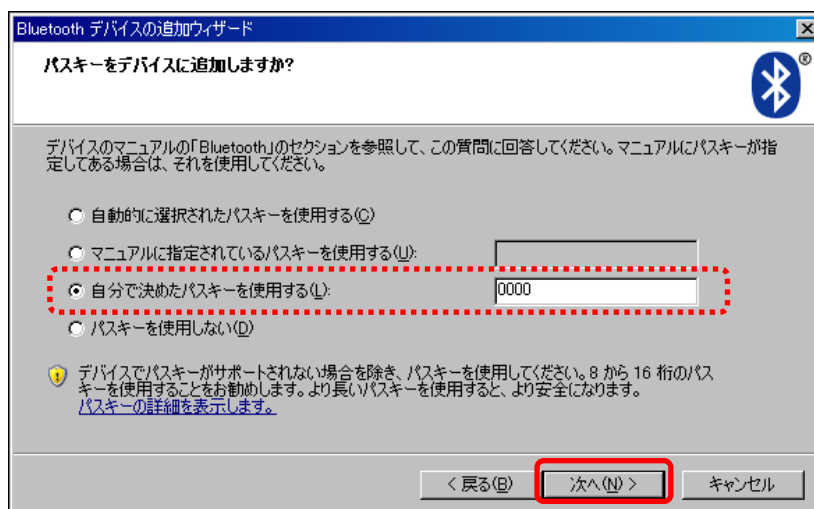 Bluetooth デバイスの追加ウィザード
パスキーをデバイスに追加しますか?
®
デバイスのマニュアルの「Bluetooth」のセクションを参照して、この質問に回答してください。マニュアルにパスキーが指
定してある場合は、それを使用してください。
自動的に選択されたパスキーを使用する(C)
マニュアルに指定されているパスキーを使用する(U):
自分で決めたパスキーを使用する(L): 0000
パスキーを使用しない(D)
デバイスでパスキーがサポートされない場合を除き、パスキーを使用してください。8 から 16 桁のパス
キーを使用することをお勧めします。より長いパスキーを使用すると、より安全になります。
パスキーの詳細を表示します。
< 戻る(B) 次へ(N) > キャンセル